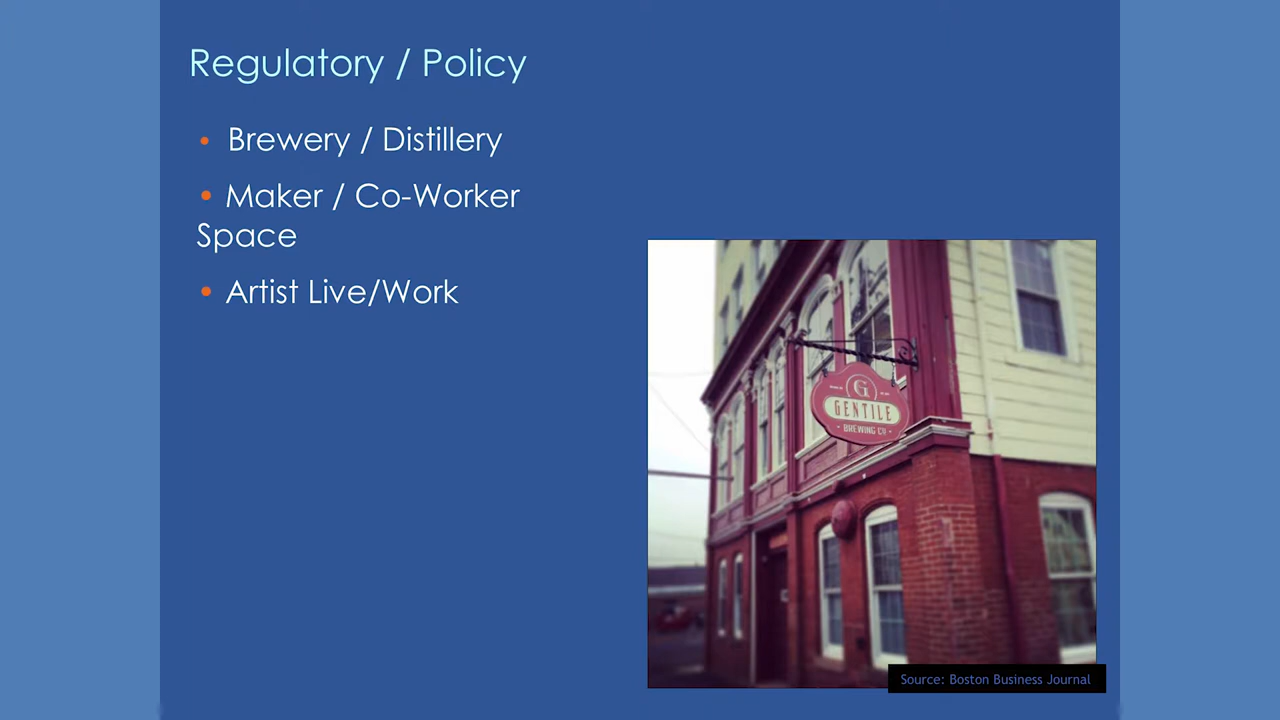 Regulatory / Policy
• Brewery / Distillery
• Maker / Co-Worker
Space
• Artist Live/Work
G
GENTILE
BREWING CO
Source: Boston Business Journal